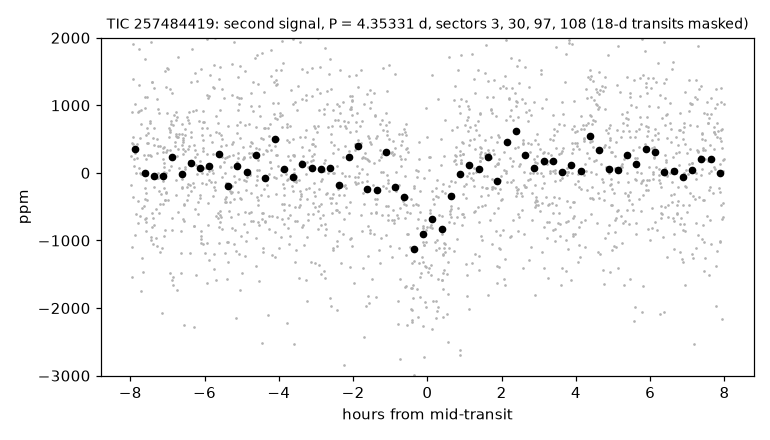 TIC 257484419: second signal, P = 4.35331 d, sectors 3, 30, 97, 108 (18-d transits masked)
2000
1000
0
−1000
−2000
−3000
ppm
−8 −6 −4 −2 0 2 4 6 8
hours from mid-transit